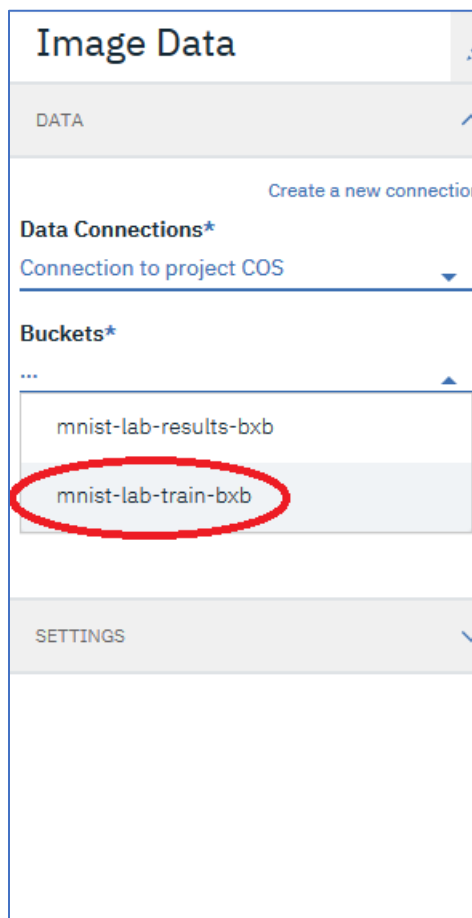 Image Data
DATA
Create a new connection
Data Connections*
Connection to project COS
Buckets*
...
mnist-lab-results-bxb
mnist-lab-train-bxb
SETTINGS